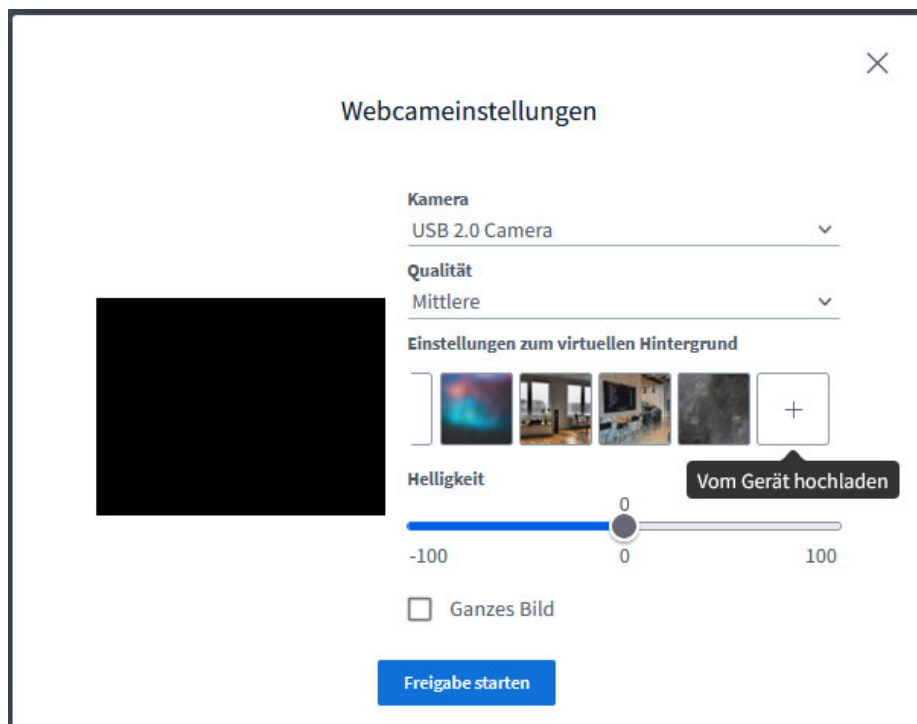 Webcameinstellungen
Kamera
USB 2.0 Camera
Qualität
Mittlere
Einstellungen zum virtuellen Hintergrund
+
Vom Gerät hochladen
Helligkeit
0
-100 0 100
Ganzes Bild
Freigabe starten